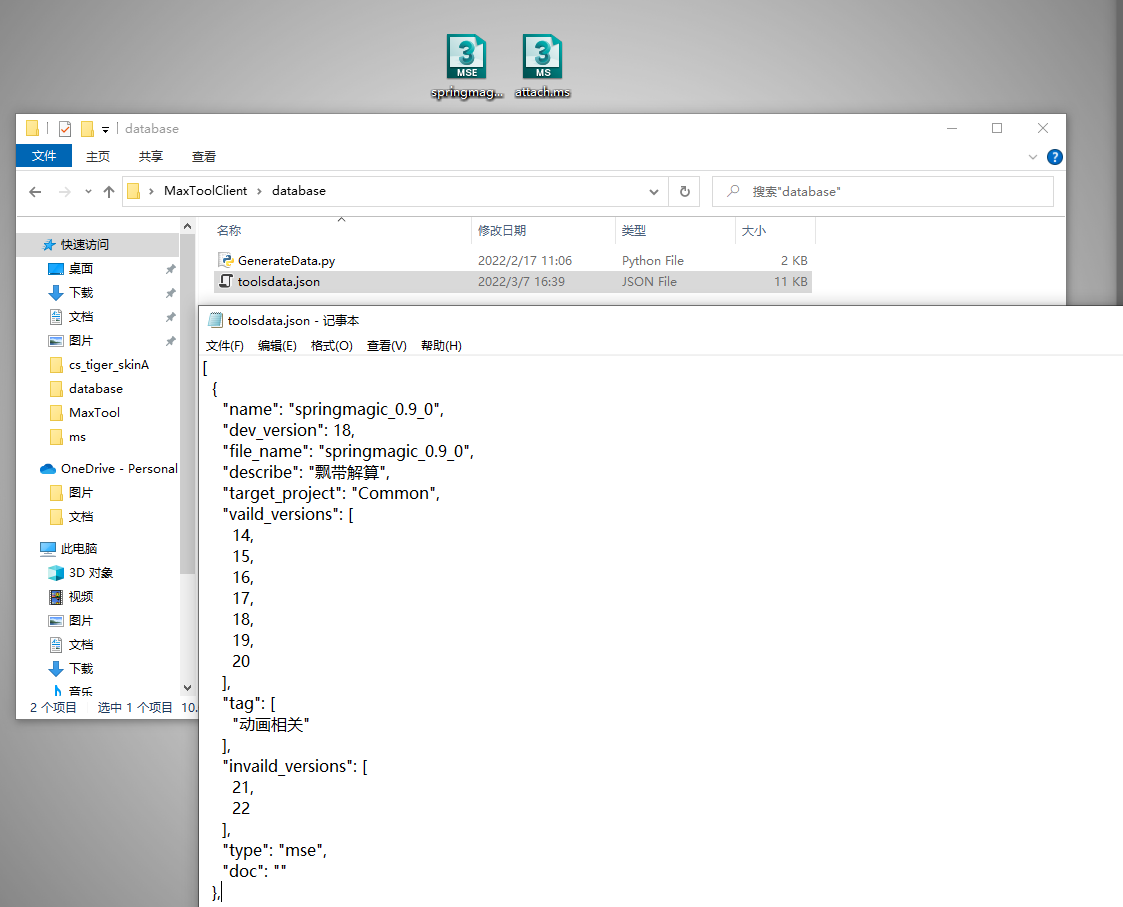 3
MSE
3
MS
springmag...
attach.ms
database
文件
主页
共享
查看
MaxToolClient
database
搜索"database"
名称
修改日期
类型
大小
GenerateData.py
2022/2/17 11:06
Python File
2 KB
toolsdata.json
2022/3/7 16:39
JSON File
11 KB
快速访问
桌面
下载
文档
图片
cs_tiger_skinA
database
MaxTool
ms
OneDrive - Personal
图片
文档
此电脑
3D 对象
视频
图片
文档
下载
音乐
2 个项目
选中 1 个项目
10.
toolsdata.json - 记事本
文件(F)
编辑(E)
格式(O)
查看(V)
帮助(H)
[
{
"name": "springmagic_0.9_0",
"dev_version": 18,
"file_name": "springmagic_0.9_0",
"describe": "飘带解算",
"target_project": "Common",
"vaild_versions": [
14,
15,
16,
17,
18,
19,
20
],
"tag": [
"动画相关"
],
"invaild_versions": [
21,
22
],
"type": "mse",
"doc": ""
},